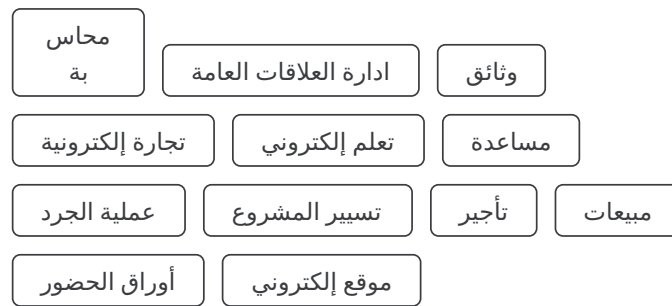 محاس
بة
ادارة العلاقات العامة
وثائق
تجارة إلكترونية
تعلم إلكتروني
مساعدة
عملية الجرد
تسيير المشروع
تأجير
مبيعات
أوراق الحضور
موقع إلكتروني